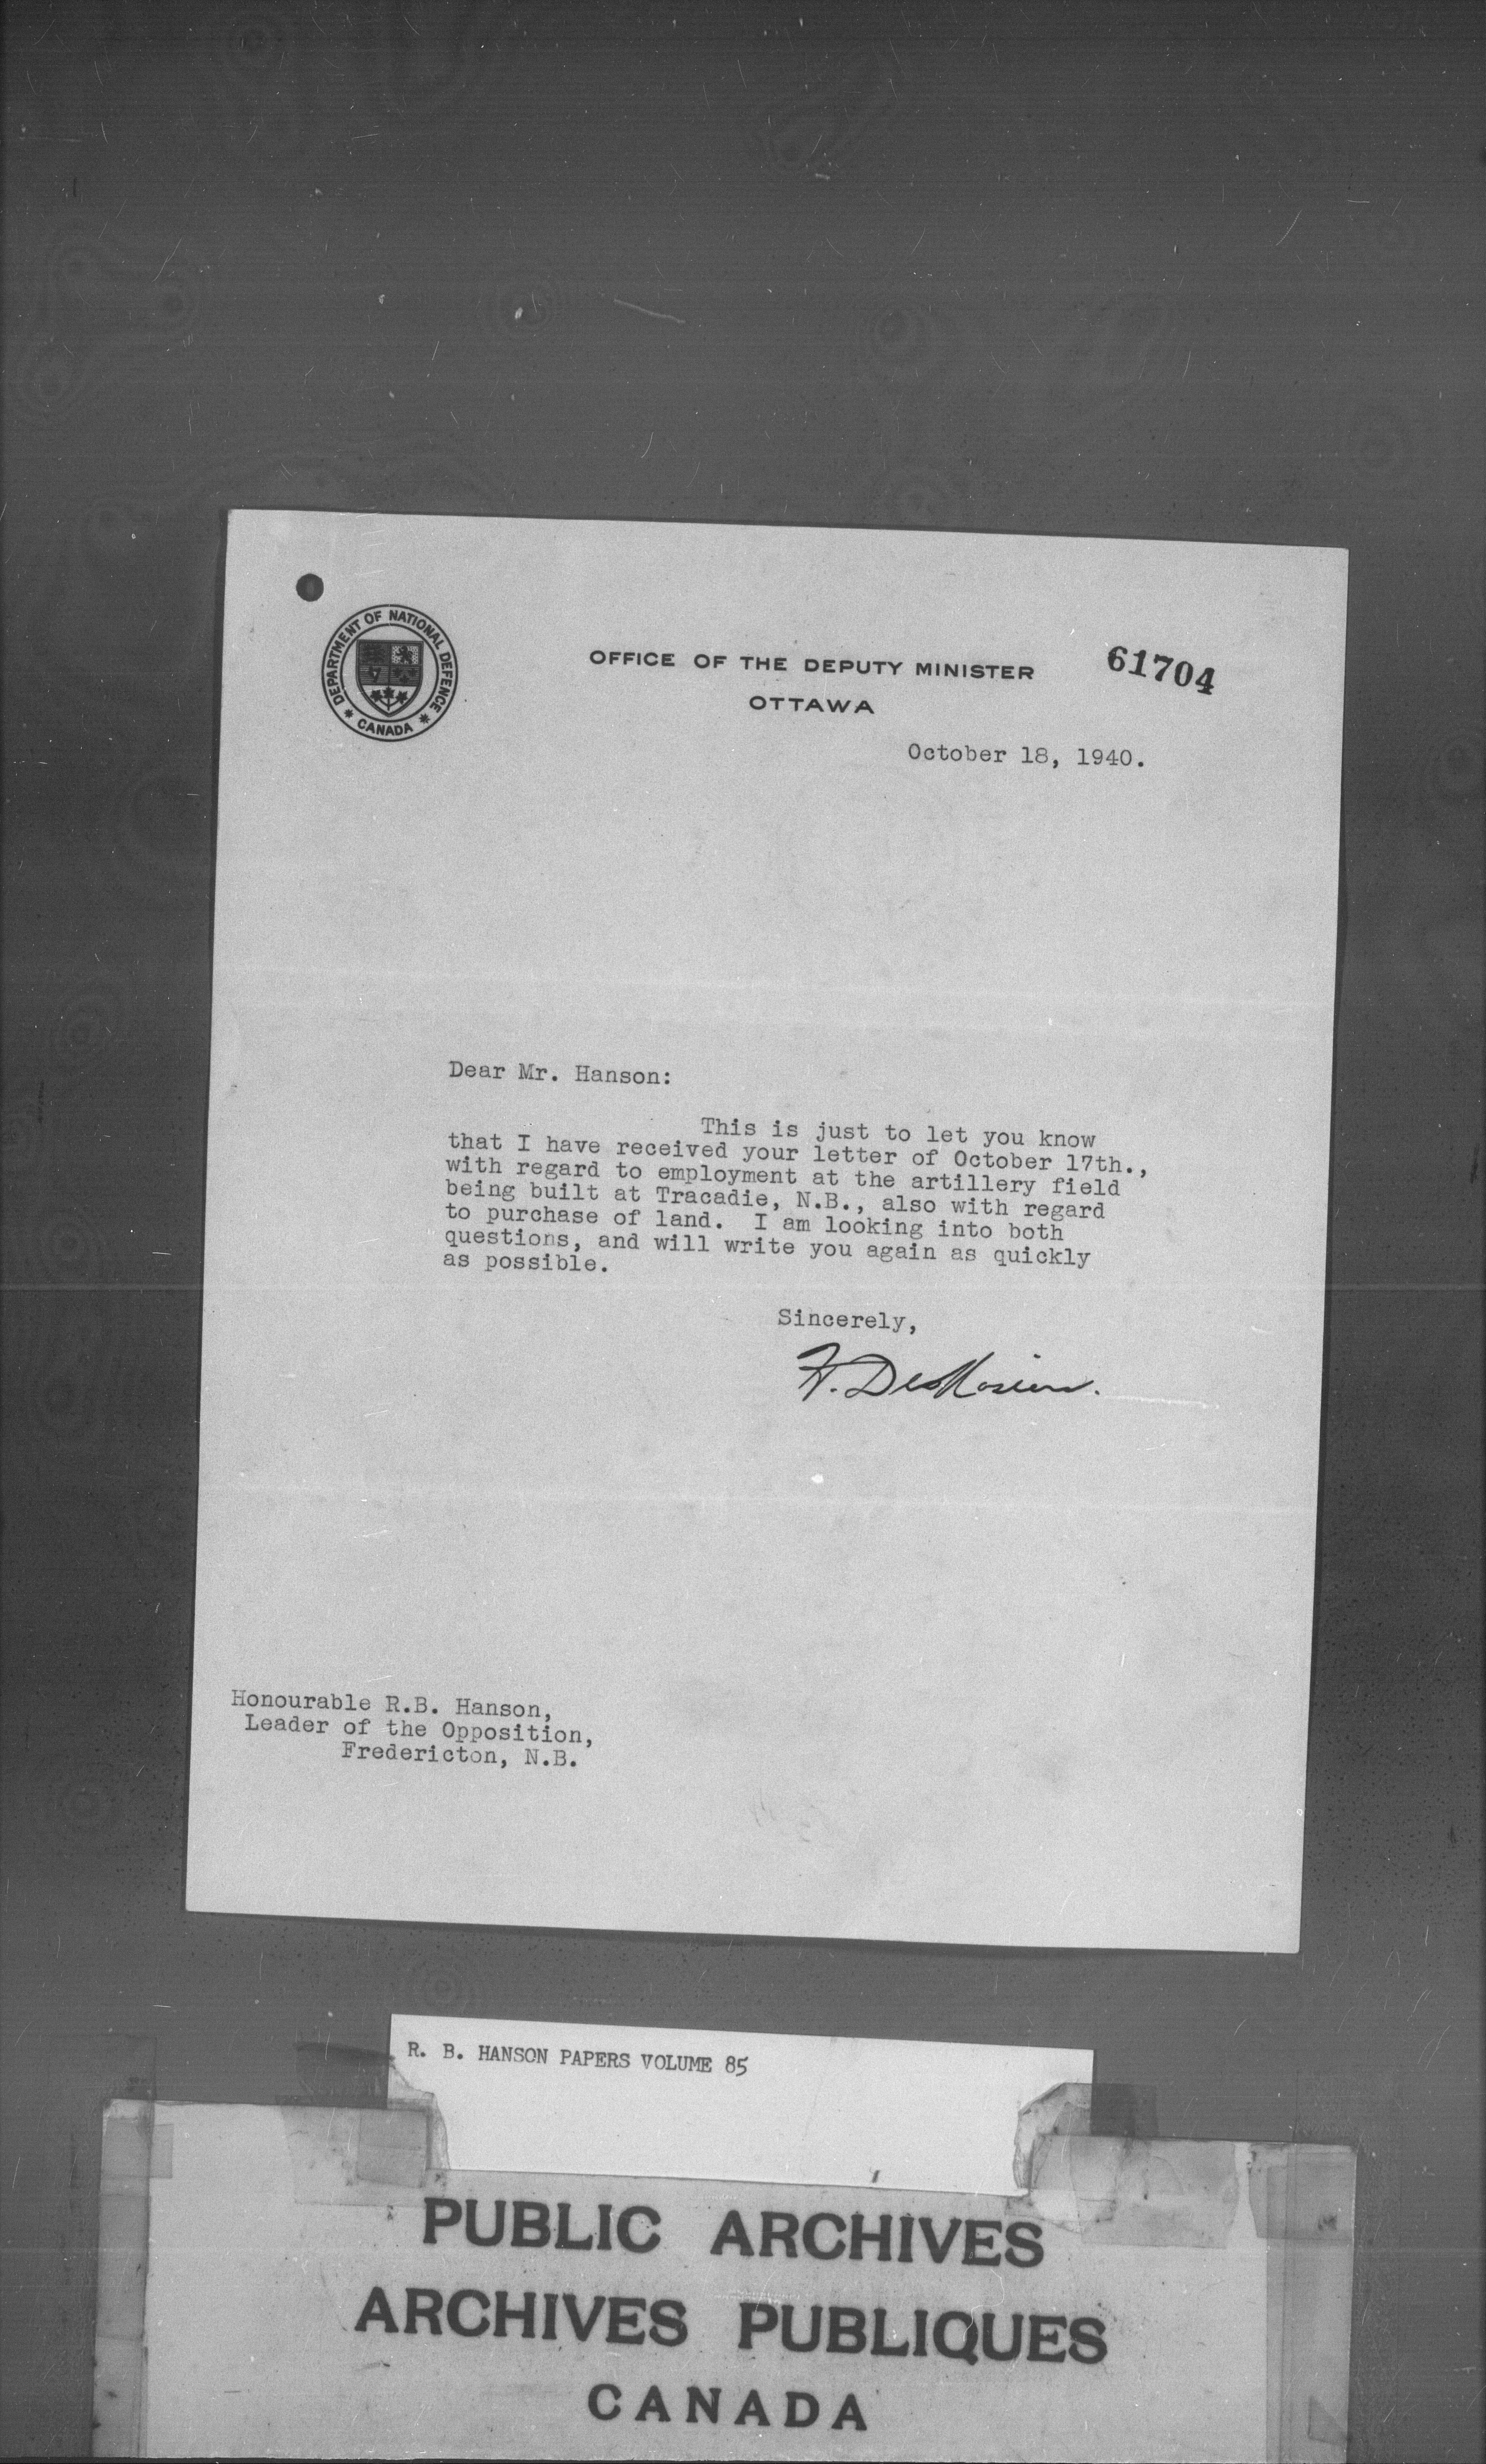 DEPARTMENT OF NATIONAL DEFENCE
* CANADA *
OFFICE OF THE DEPUTY MINISTER
61704
OTTAWA
October 18, 1940.
Dear Mr. Hanson:
This is just to let you know
that I have received your letter of October 17th.,
with regard to employment at the artillery field
being built at Tracadie, N.B., also with regard
to purchase of land. I am looking into both
questions, and will write you again as quickly
as possible.
Sincerely,
H. DesRosiers.
Honourable R.B. Hanson,
Leader of the Opposition,
Fredericton, N.B.
R. B. HANSON PAPERS VOLUME 85
PUBLIC ARCHIVES
ARCHIVES PUBLIQUES
CANADA